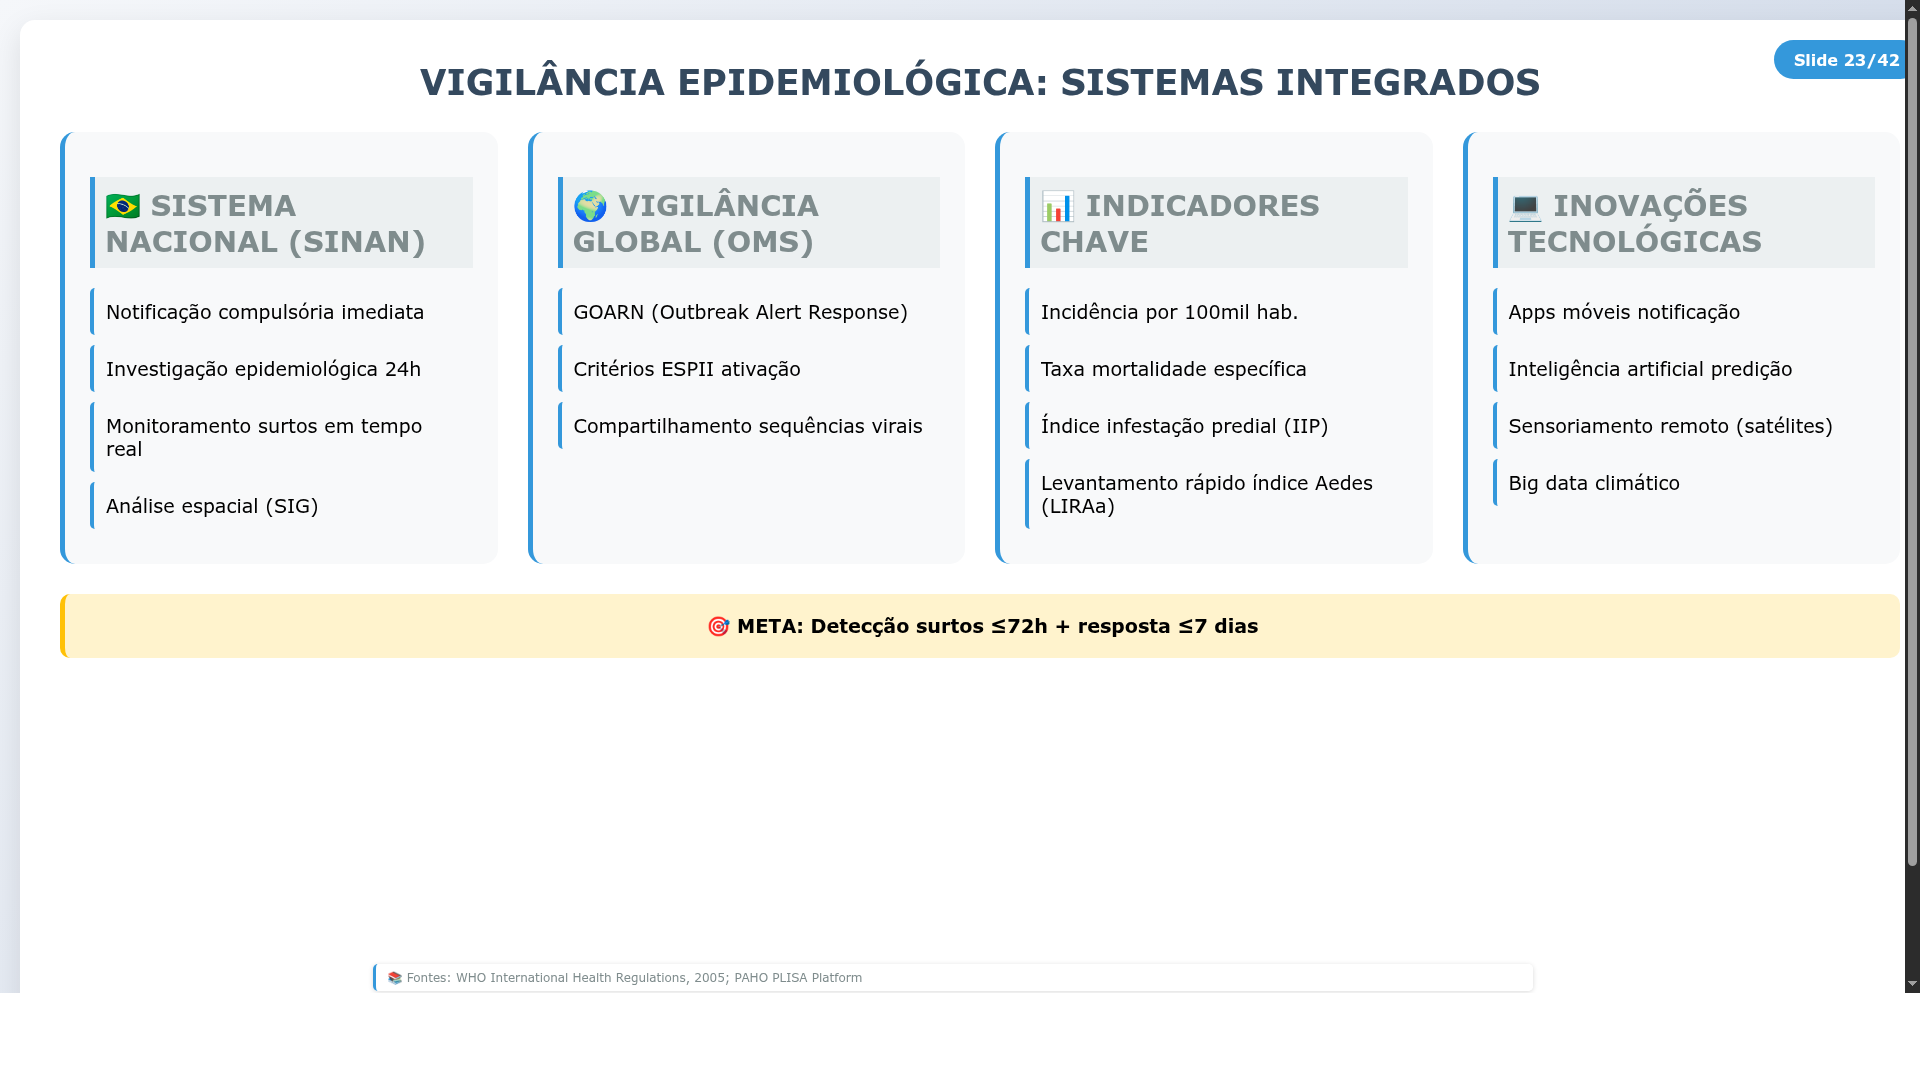 Slide 23/42
VIGILÂNCIA EPIDEMIOLÓGICA: SISTEMAS INTEGRADOS
🇧🇷 SISTEMA
NACIONAL (SINAN)
Notificação compulsória imediata
Investigação epidemiológica 24h
Monitoramento surtos em tempo
real
Análise espacial (SIG)
🌍 VIGILÂNCIA
GLOBAL (OMS)
GOARN (Outbreak Alert Response)
Critérios ESPII ativação
Compartilhamento sequências virais
📊 INDICADORES
CHAVE
Incidência por 100mil hab.
Taxa mortalidade específica
Índice infestação predial (IIP)
Levantamento rápido índice Aedes
(LIRAa)
💻 INOVAÇÕES
TECNOLÓGICAS
Apps móveis notificação
Inteligência artificial predição
Sensoriamento remoto (satélites)
Big data climático
🎯 META: Detecção surtos ≤72h + resposta ≤7 dias
📚 Fontes: WHO International Health Regulations, 2005; PAHO PLISA Platform